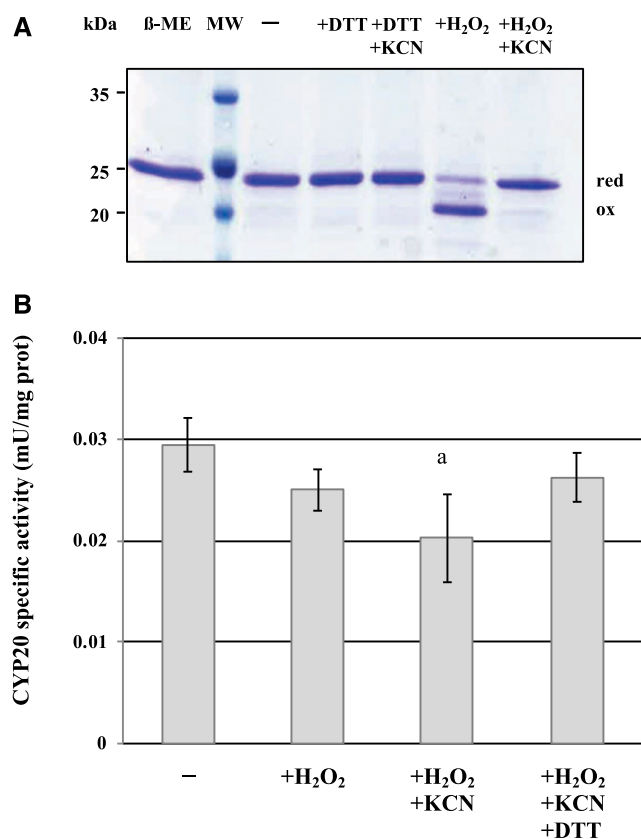 A
kDa ß-ME MW – +DTT +DTT +H₂O₂ +H₂O₂
+KCN +KCN
35
25
20
red
ox
B
CYP20 specific activity (mU/mg prot)
0.04
0.03
0.02
0.01
0
a
– +H₂O₂ +H₂O₂ +H₂O₂
+KCN +KCN
+DTT